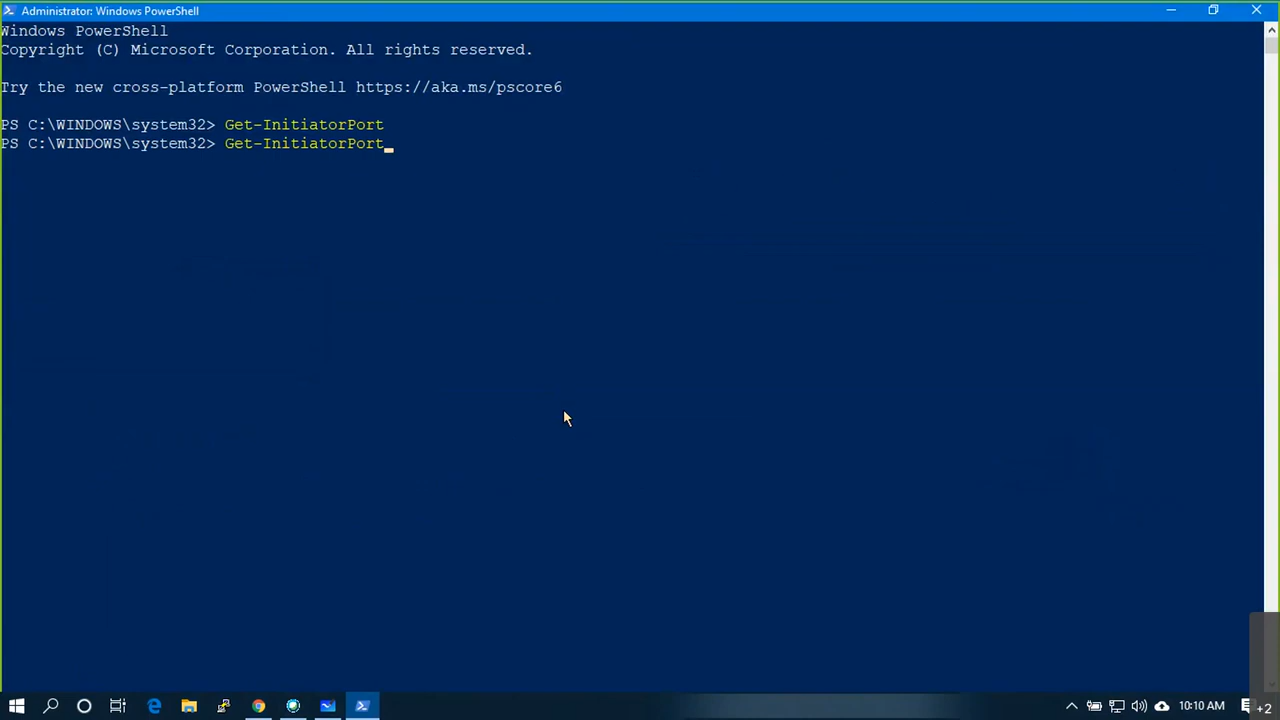 Administrator: Windows PowerShell
Windows PowerShell
Copyright (C) Microsoft Corporation. All rights reserved.
Try the new cross-platform PowerShell https://aka.ms/pscore6
PS C:\WINDOWS\system32> Get-InitiatorPort
PS C:\WINDOWS\system32> Get-InitiatorPort
10:10 AM
+2